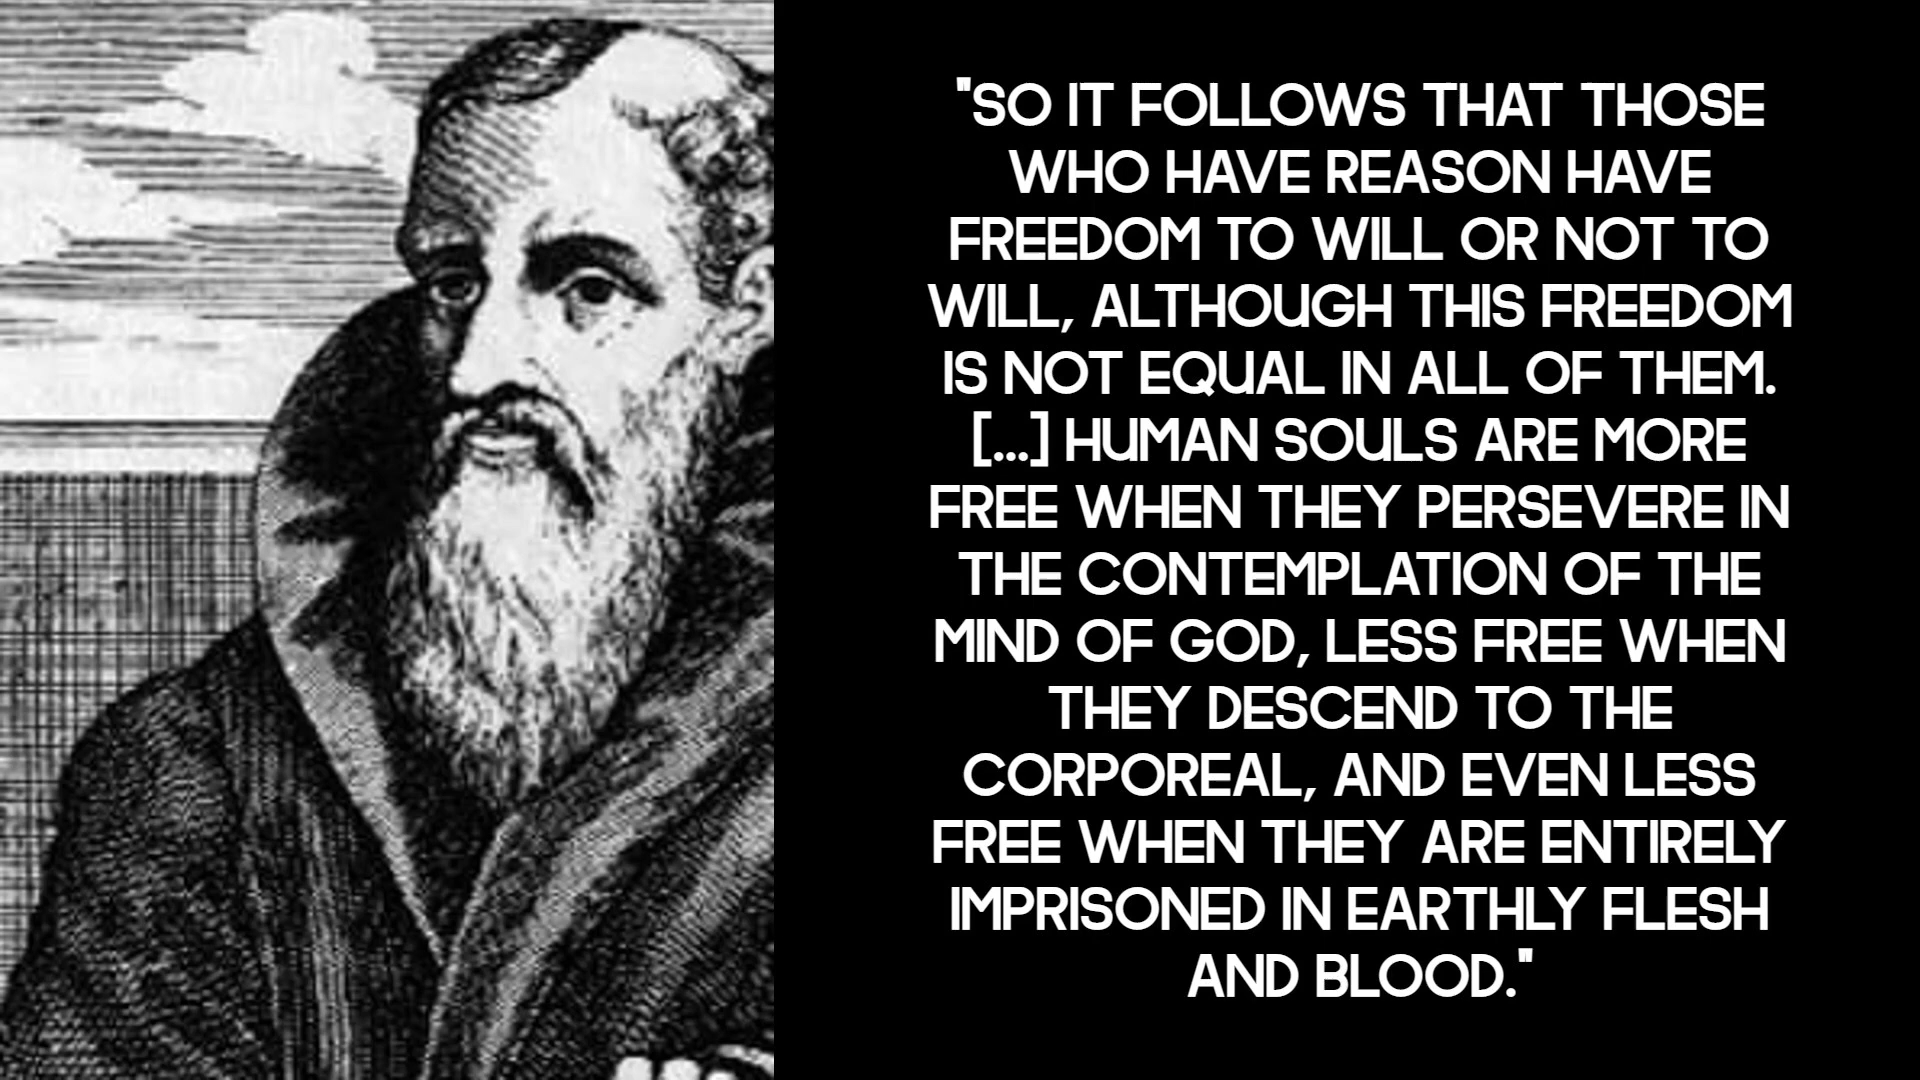 "SO IT FOLLOWS THAT THOSE
WHO HAVE REASON HAVE
FREEDOM TO WILL OR NOT TO
WILL, ALTHOUGH THIS FREEDOM
IS NOT EQUAL IN ALL OF THEM.
[...] HUMAN SOULS ARE MORE
FREE WHEN THEY PERSEVERE IN
THE CONTEMPLATION OF THE
MIND OF GOD, LESS FREE WHEN
THEY DESCEND TO THE
CORPOREAL, AND EVEN LESS
FREE WHEN THEY ARE ENTIRELY
IMPRISONED IN EARTHLY FLESH
AND BLOOD."